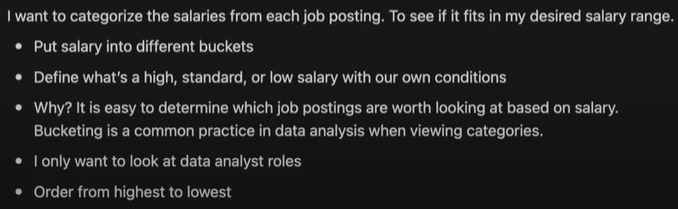 I want to categorize the salaries from each job posting. To see if it fits in my desired salary range.
• Put salary into different buckets
• Define what's a high, standard, or low salary with our own conditions
• Why? It is easy to determine which job postings are worth looking at based on salary.
Bucketing is a common practice in data analysis when viewing categories.
• I only want to look at data analyst roles
• Order from highest to lowest